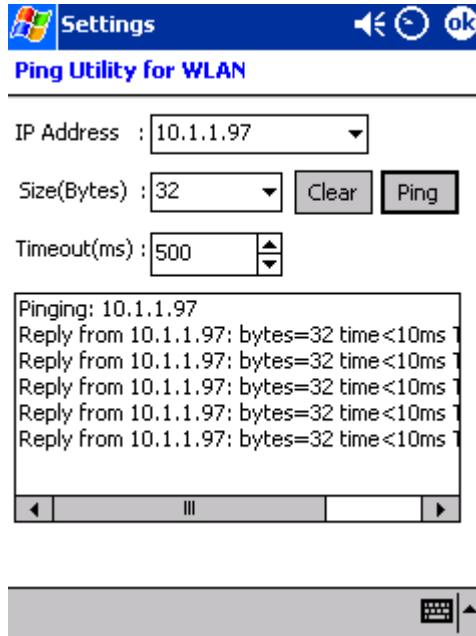 Settings ok
Ping Utility for WLAN
IP Address : 10.1.1.97
Size(Bytes) : 32 Clear Ping
Timeout(ms) : 500
Pinging: 10.1.1.97
Reply from 10.1.1.97: bytes=32 time<10ms
Reply from 10.1.1.97: bytes=32 time<10ms
Reply from 10.1.1.97: bytes=32 time<10ms
Reply from 10.1.1.97: bytes=32 time<10ms
Reply from 10.1.1.97: bytes=32 time<10ms